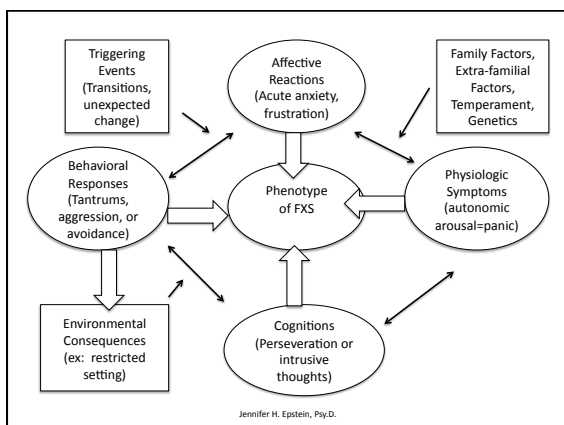 Triggering
Events
(Transitions,
unexpected
change)
Affective
Reactions
(Acute anxiety,
frustration)
Family Factors,
Extra-familial
Factors,
Temperament,
Genetics
Behavioral
Responses
(Tantrums,
aggression, or
avoidance)
Phenotype
of FXS
Physiologic
Symptoms
(autonomic
arousal=panic)
Environmental
Consequences
(ex:  restricted
setting)
Cognitions
(Perseveration or
intrusive
thoughts)
Jennifer H. Epstein, Psy.D.